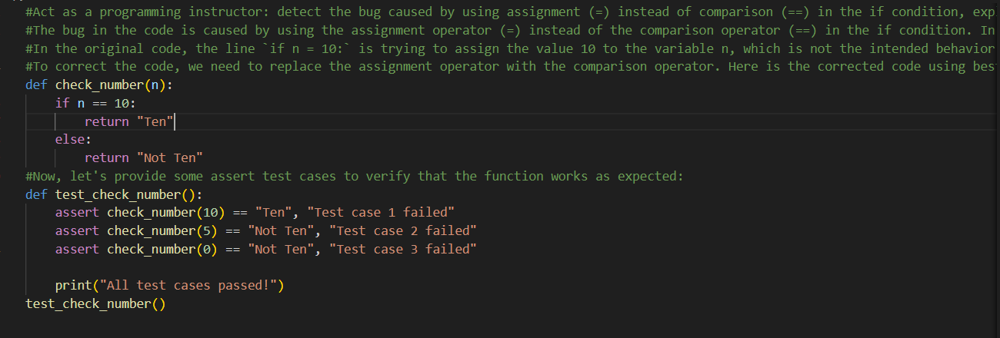 #Act as a programming instructor: detect the bug caused by using assignment (=) instead of comparison (==) in the if condition,
#The bug in the code is caused by using the assignment operator (=) instead of the comparison operator (==) in the if condition. In
#In the original code, the line `if n = 10:` is trying to assign the value 10 to the variable n, which is not the intended behavior
#To correct the code, we need to replace the assignment operator with the comparison operator. Here is the corrected code using best
def check_number(n):
    if n == 10:
        return "Ten"
    else:
        return "Not Ten"
#Now, let's provide some assert test cases to verify that the function works as expected:
def test_check_number():
    assert check_number(10) == "Ten", "Test case 1 failed"
    assert check_number(5) == "Not Ten", "Test case 2 failed"
    assert check_number(0) == "Not Ten", "Test case 3 failed"

    print("All test cases passed!")
test_check_number()